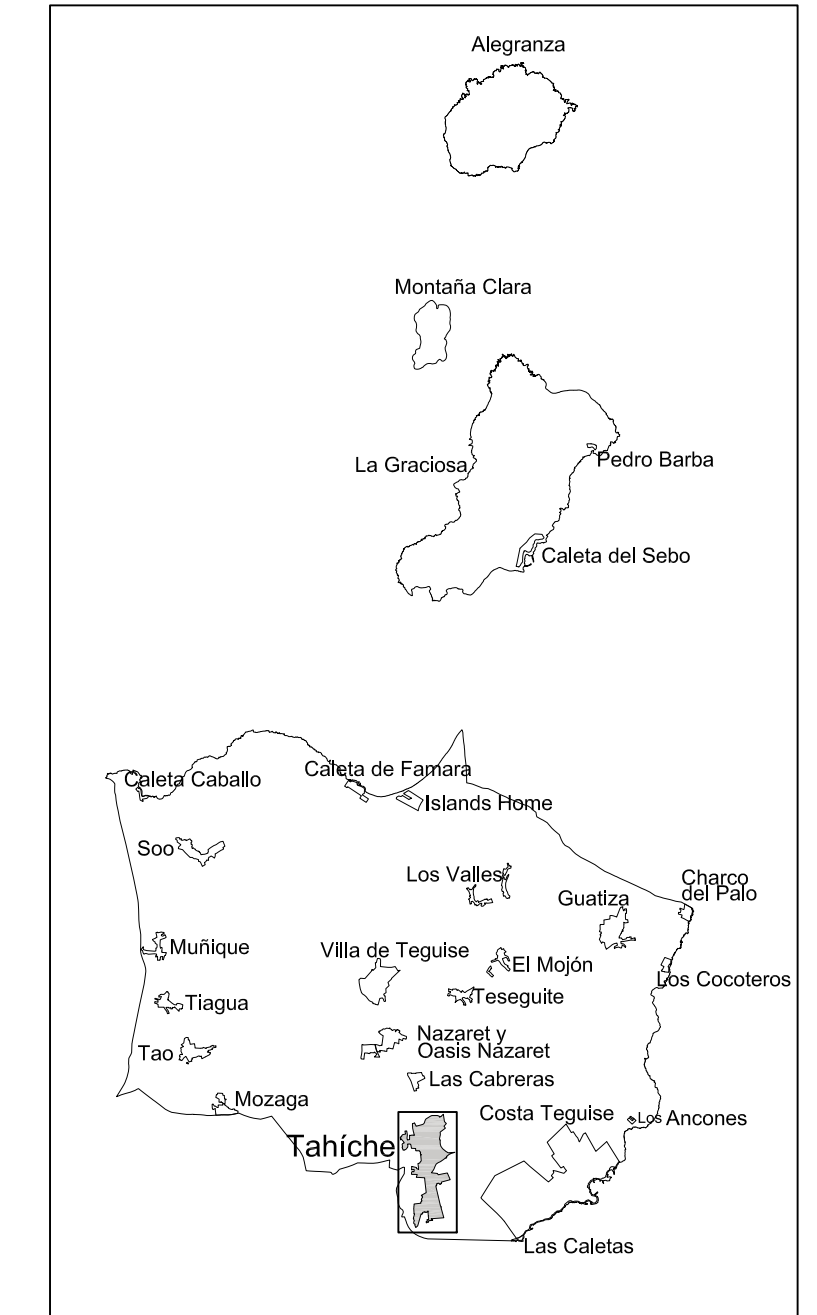 Alegranza
Montaña Clara
La Graciosa
Pedro Barba
Caleta del Sebo
Caleta Caballo
Caleta de Famara
Islands Home
Soo
Los Valles
Charco
del Palo
Guatiza
Muñique
Villa de Teguise
El Mojón
Los Cocoteros
Tiagua
Teseguite
Tao
Nazaret y
Oasis Nazaret
Las Cabreras
Mozaga
Costa Teguise
Los Ancones
Tahíche
Las Caletas